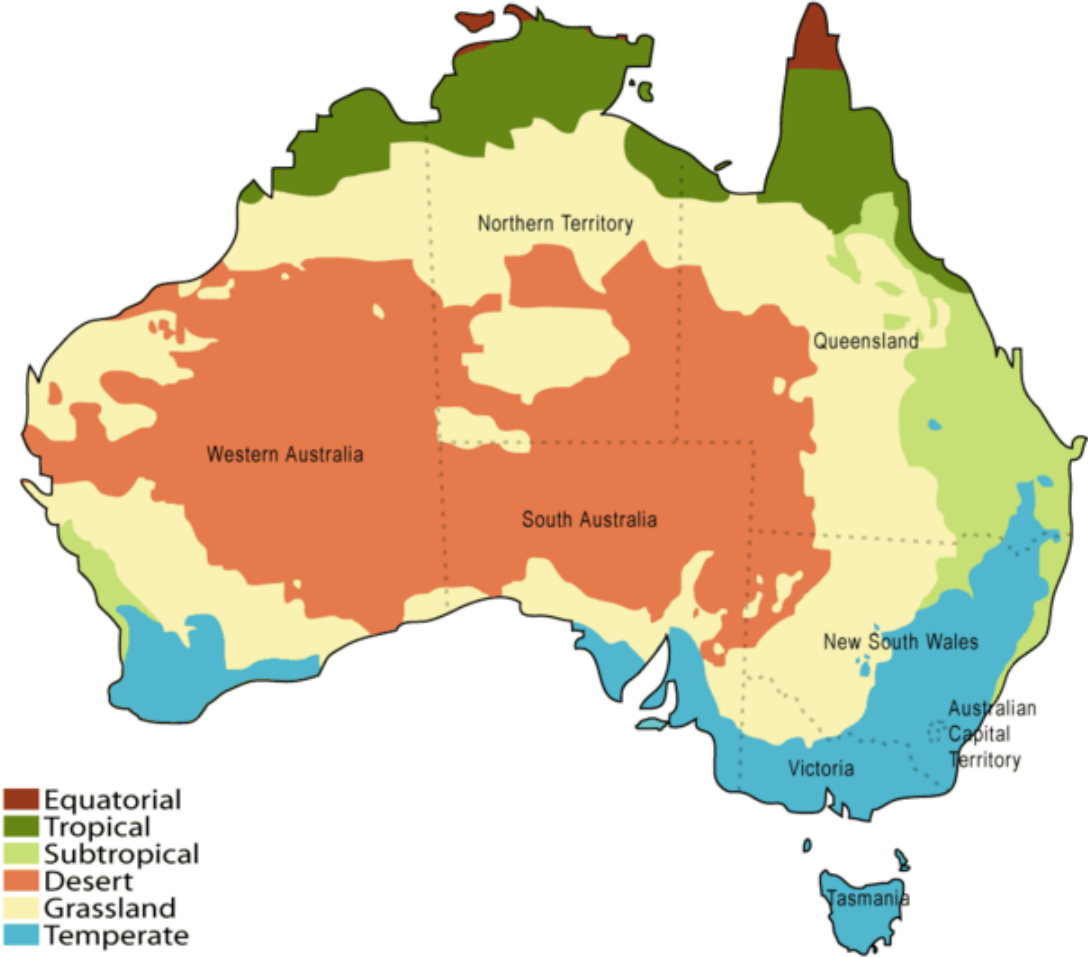 Northern Territory
Queensland
Western Australia
South Australia
New South Wales
Australian
Capital
Territory
Victoria
Tasmania
Equatorial
Tropical
Subtropical
Desert
Grassland
Temperate